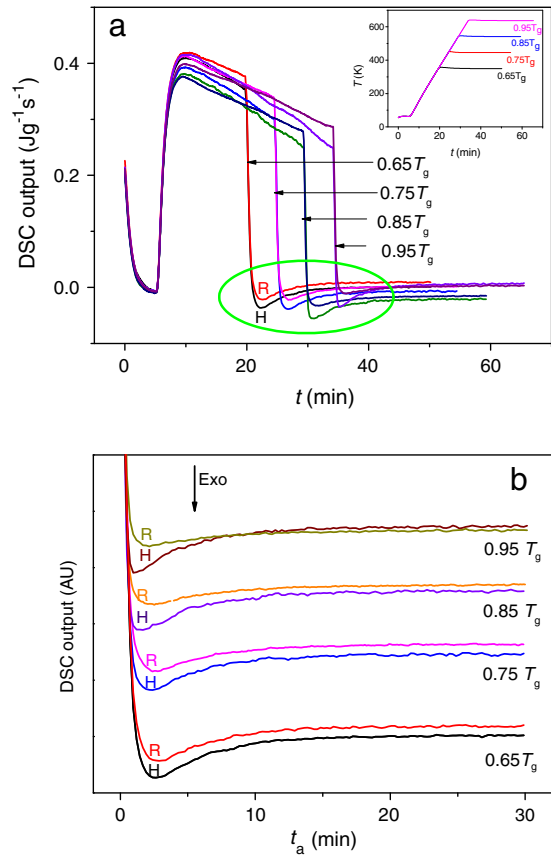 a
DSC output (Jg⁻¹s⁻¹)
0.4
0.2
0.0
0 20 40 60
t (min)
0.65Tg
0.75Tg
0.85Tg
0.95Tg
R
H
T (K)
600
400
200
0
0 20 40 60 80
t (min)
0.95Tg
0.85Tg
0.75Tg
0.65Tg
b
Exo
DSC output (AU)
R
H
0.95 Tg
R
H
0.85 Tg
R
H
0.75 Tg
R
H
0.65Tg
0 10 20 30
ta (min)